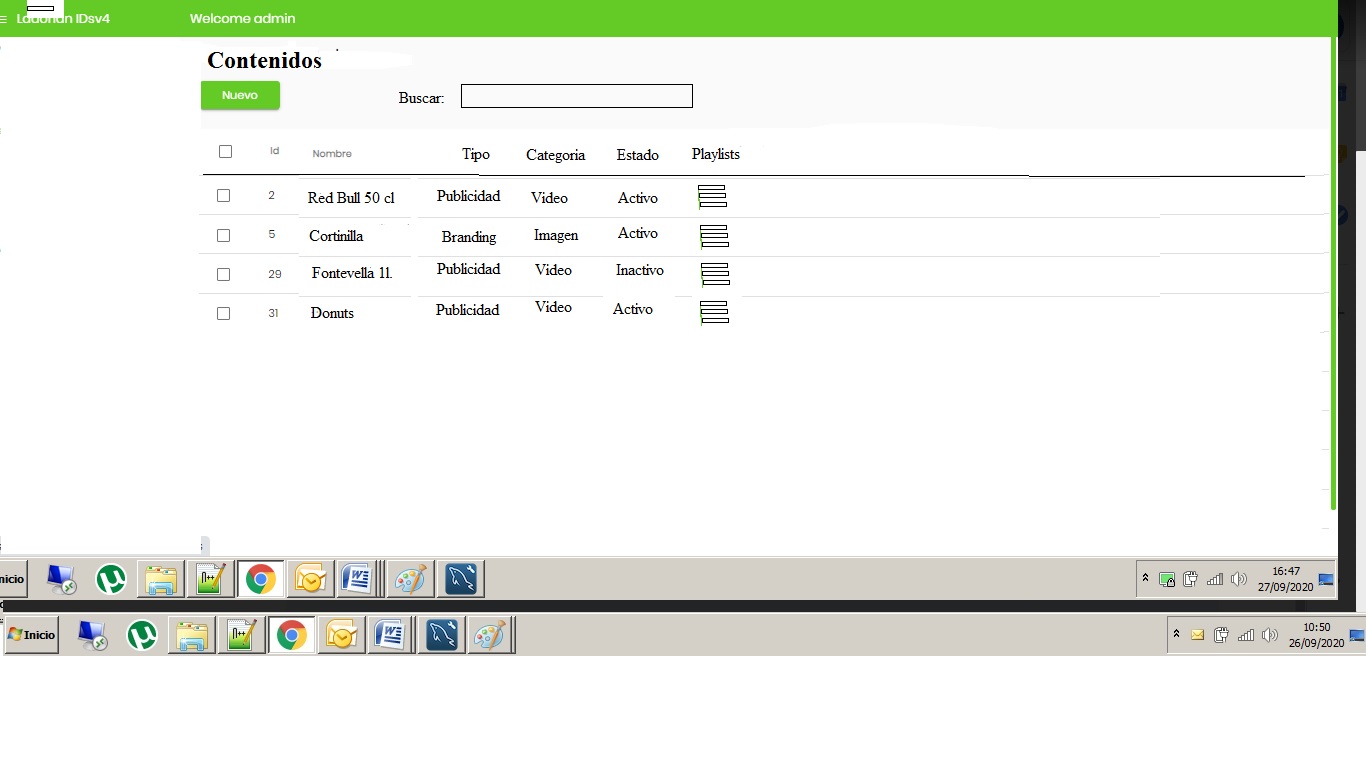 Ladorian IDsv4 Welcome admin
Contenidos
Nuevo Buscar:
Id Nombre Tipo Categoria Estado Playlists
2 Red Bull 50 cl Publicidad Video Activo
5 Cortinilla Branding Imagen Activo
29 Fontevella 1l. Publicidad Video Inactivo
31 Donuts Publicidad Video Activo
nicio 16:47
27/09/2020
Inicio 10:50
26/09/2020